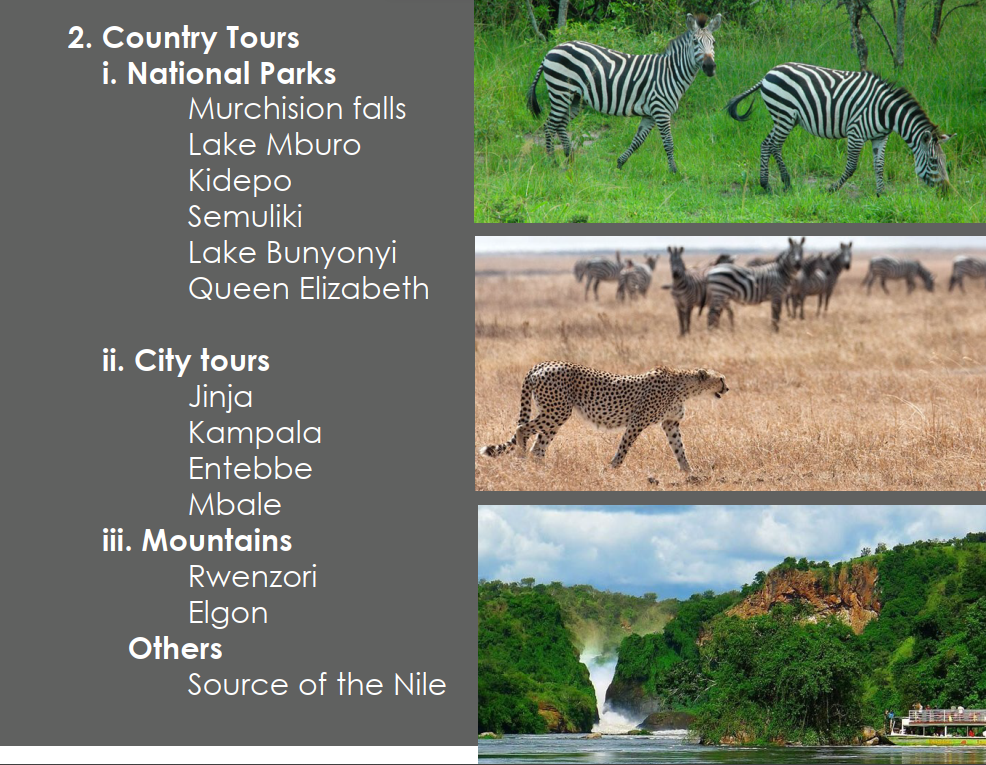 2. Country Tours
i. National Parks
Murchision falls
Lake Mburo
Kidepo
Semuliki
Lake Bunyonyi
Queen Elizabeth
ii. City tours
Jinja
Kampala
Entebbe
Mbale
iii. Mountains
Rwenzori
Elgon
Others
Source of the Nile